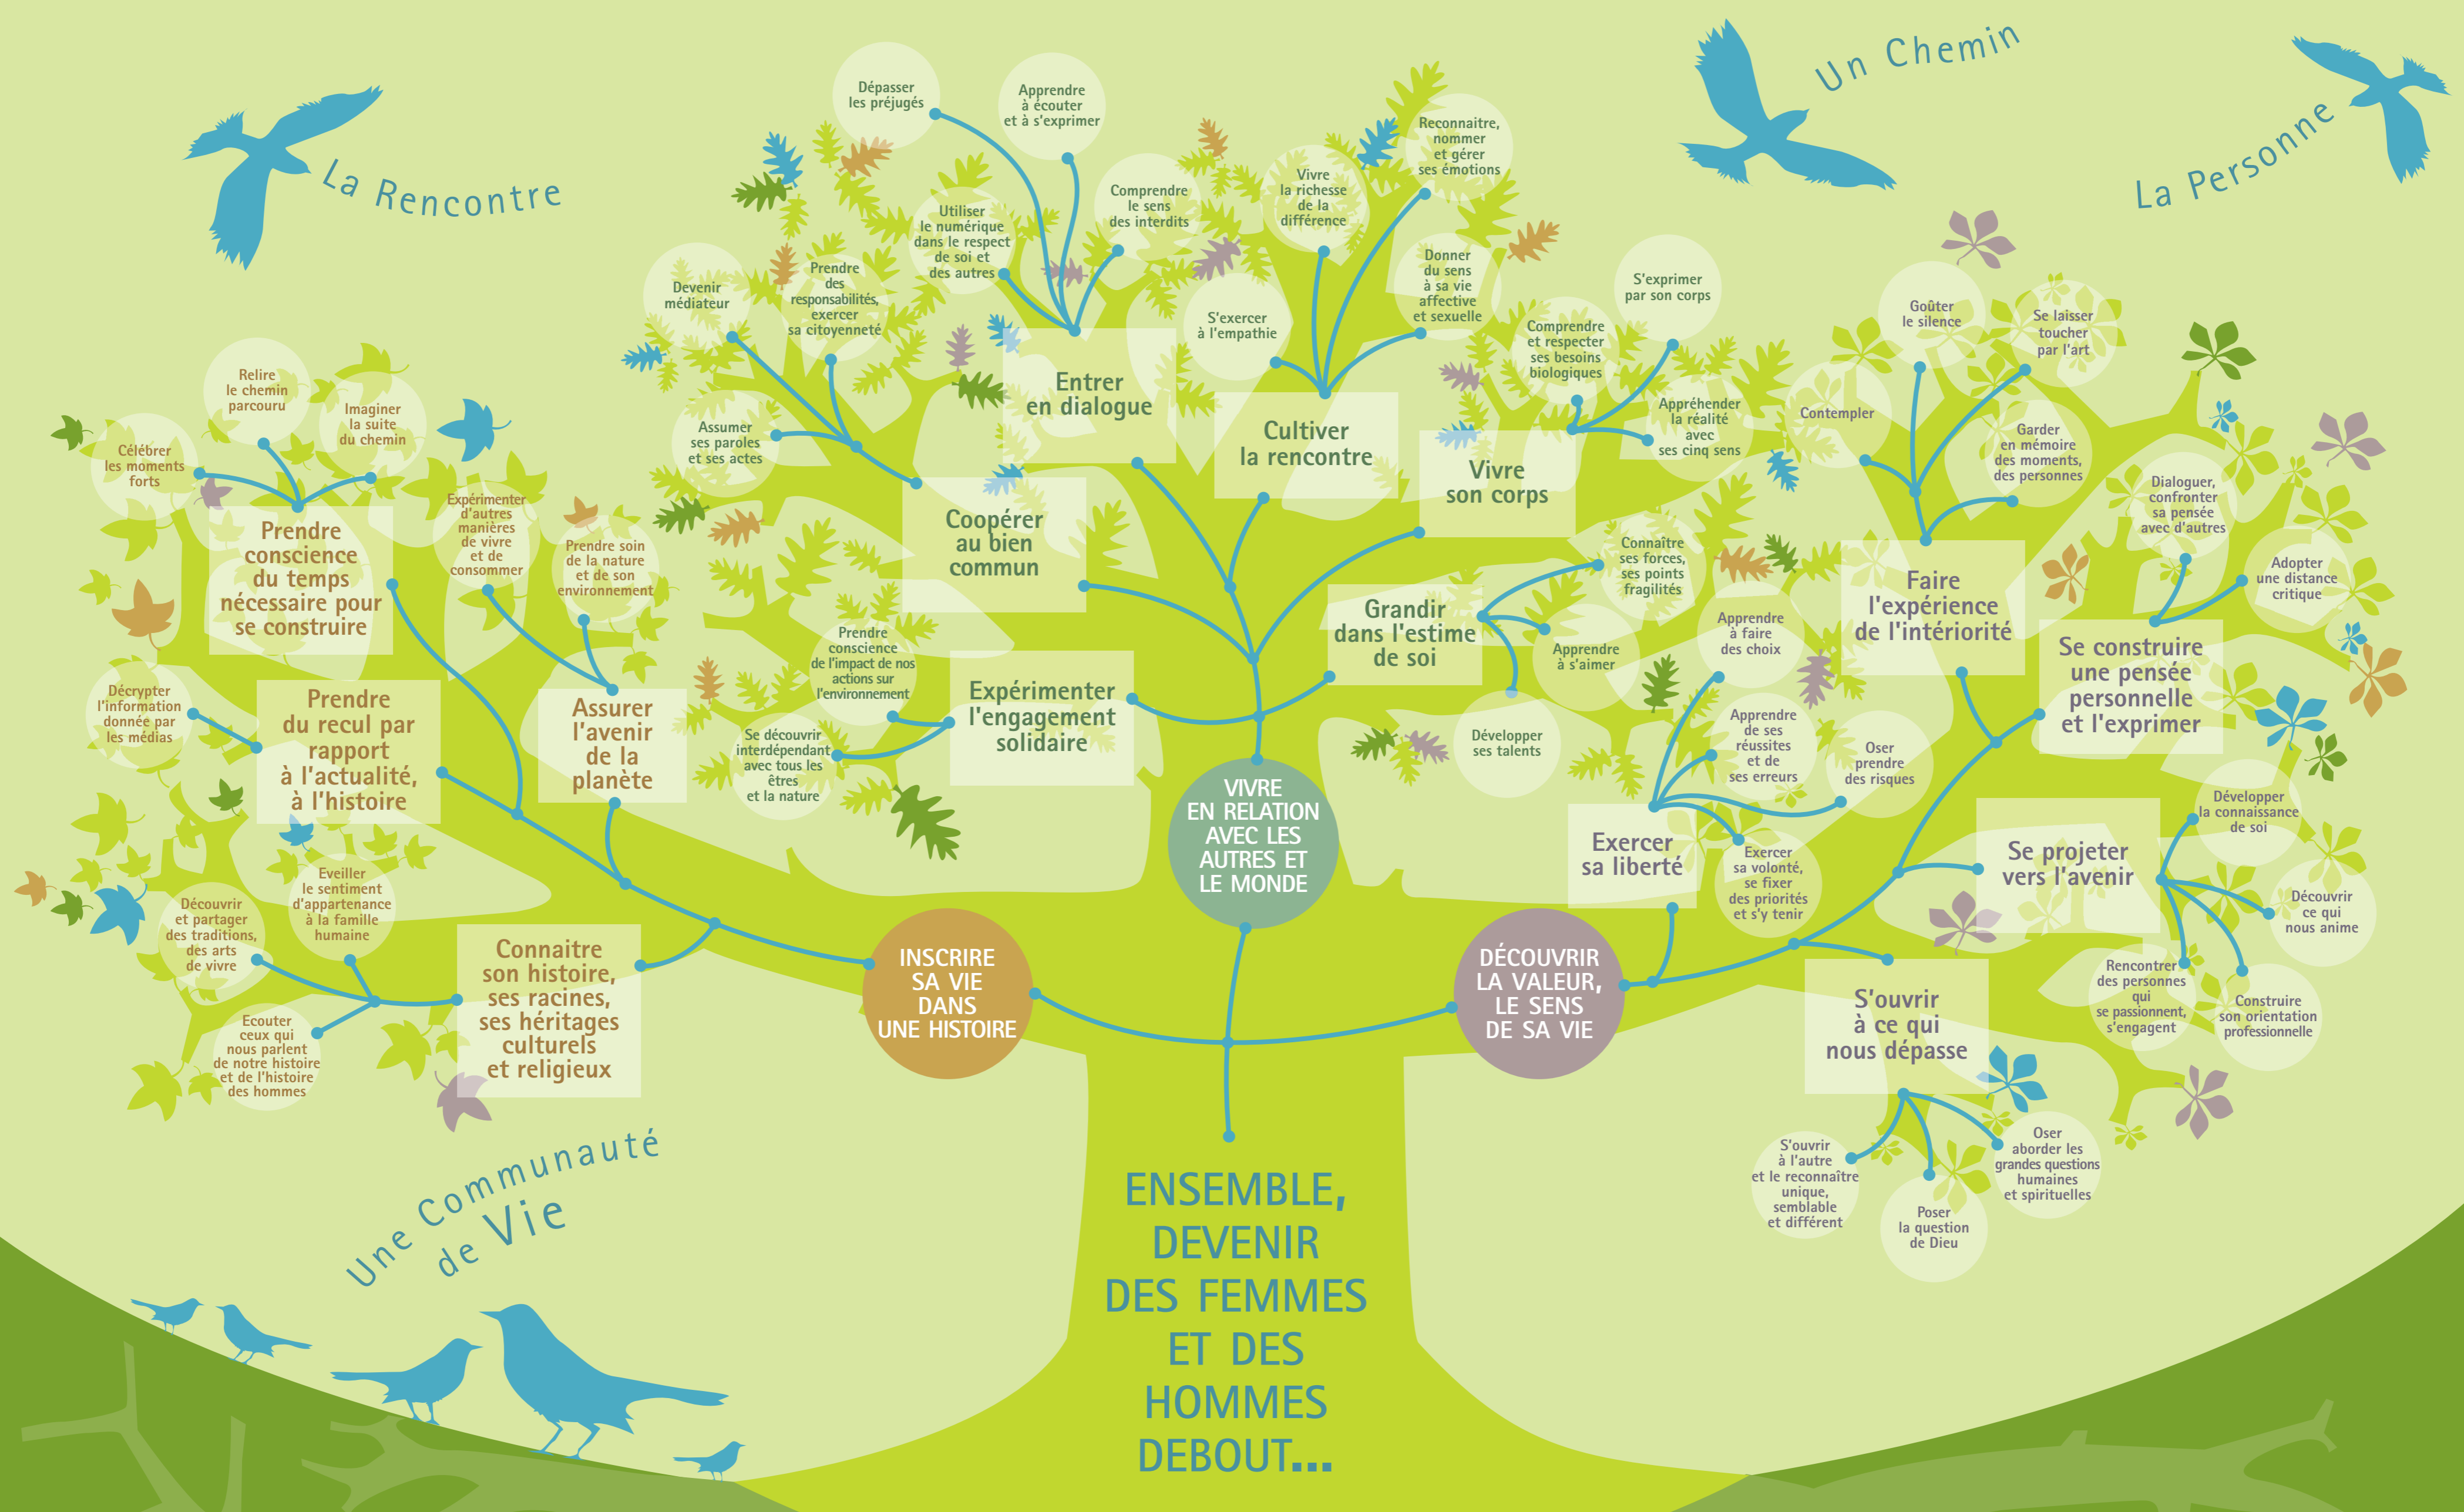 La Rencontre
Un Chemin
La Personne
Une Communauté
de Vie
ENSEMBLE,
DEVENIR
DES FEMMES
ET DES
HOMMES
DEBOUT...
INSCRIRE
SA VIE
DANS
UNE HISTOIRE
Prendre
conscience
du temps
nécessaire pour
se construire
Célébrer
les moments
forts
Relire
le chemin
parcouru
Imaginer
la suite
du chemin
Prendre
du recul par
rapport
à l'actualité,
à l'histoire
Décrypter
l'information
donnée par
les médias
Assurer
l'avenir
de la
planète
Expérimenter
d'autres
manières
de vivre
et de
consommer
Prendre soin
de la nature
et de son
environnement
Connaitre
son histoire,
ses racines,
ses héritages
culturels
et religieux
Découvrir
et partager
des traditions,
des arts
de vivre
Eveiller
le sentiment
d'appartenance
à la famille
humaine
Ecouter
ceux qui
nous parlent
de notre histoire
et de l'histoire
des hommes
VIVRE
EN RELATION
AVEC LES
AUTRES ET
LE MONDE
Expérimenter
l'engagement
solidaire
Prendre
conscience
de l'impact de nos
actions sur
l'environnement
Se découvrir
interdépendant
avec tous les
êtres
et la nature
Coopérer
au bien
commun
Devenir
médiateur
Prendre
des
responsabilités,
exercer
sa citoyenneté
Assumer
ses paroles
et ses actes
Entrer
en dialogue
Utiliser
le numérique
dans le respect
de soi et
des autres
Dépasser
les préjugés
Apprendre
à écouter
et à s'exprimer
Comprendre
le sens
des interdits
Cultiver
la rencontre
S'exercer
à l'empathie
Vivre
la richesse
de la
différence
Reconnaitre,
nommer
et gérer
ses émotions
Donner
du sens
à sa vie
affective
et sexuelle
Vivre
son corps
Comprendre
et respecter
ses besoins
biologiques
S'exprimer
par son corps
Appréhender
la réalité
avec
ses cinq sens
Grandir
dans l'estime
de soi
Connaître
ses forces,
ses points
fragilités
Apprendre
à s'aimer
Développer
ses talents
DÉCOUVRIR
LA VALEUR,
LE SENS
DE SA VIE
Exercer
sa liberté
Apprendre
à faire
des choix
Apprendre
de ses
réussites
et de
ses erreurs
Oser
prendre
des risques
Exercer
sa volonté,
se fixer
des priorités
et s'y tenir
Faire
l'expérience
de l'intériorité
Contempler
Goûter
le silence
Se laisser
toucher
par l'art
Garder
en mémoire
des moments,
des personnes
Se construire
une pensée
personnelle
et l'exprimer
Dialoguer,
confronter
sa pensée
avec d'autres
Adopter
une distance
critique
Se projeter
vers l'avenir
Développer
la connaissance
de soi
Découvrir
ce qui
nous anime
Construire
son orientation
professionnelle
Rencontrer
des personnes
qui
se passionnent,
s'engagent
S'ouvrir
à ce qui
nous dépasse
S'ouvrir
à l'autre
et le reconnaître
unique,
semblable
et différent
Poser
la question
de Dieu
Oser
aborder les
grandes questions
humaines
et spirituelles